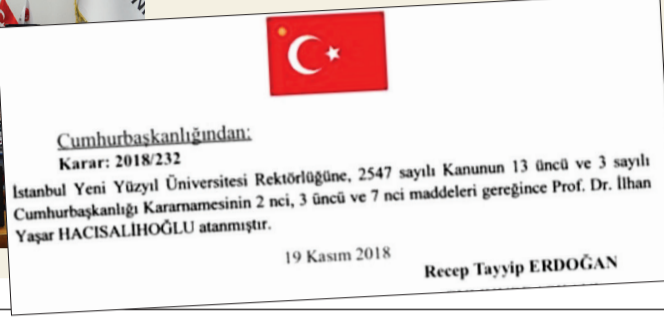 Cumhurbaşkanlığından:
Karar: 2018/232
İstanbul Yeni Yüzyıl Üniversitesi Rektörlüğüne, 2547 sayılı Kanunun 13 üncü ve 3 sayılı
Cumhurbaşkanlığı Kararnamesinin 2 nci, 3 üncü ve 7 nci maddeleri gereğince Prof. Dr. İlhan
Yaşar HACISALİHOĞLU atanmıştır.
19 Kasım 2018
Recep Tayyip ERDOĞAN